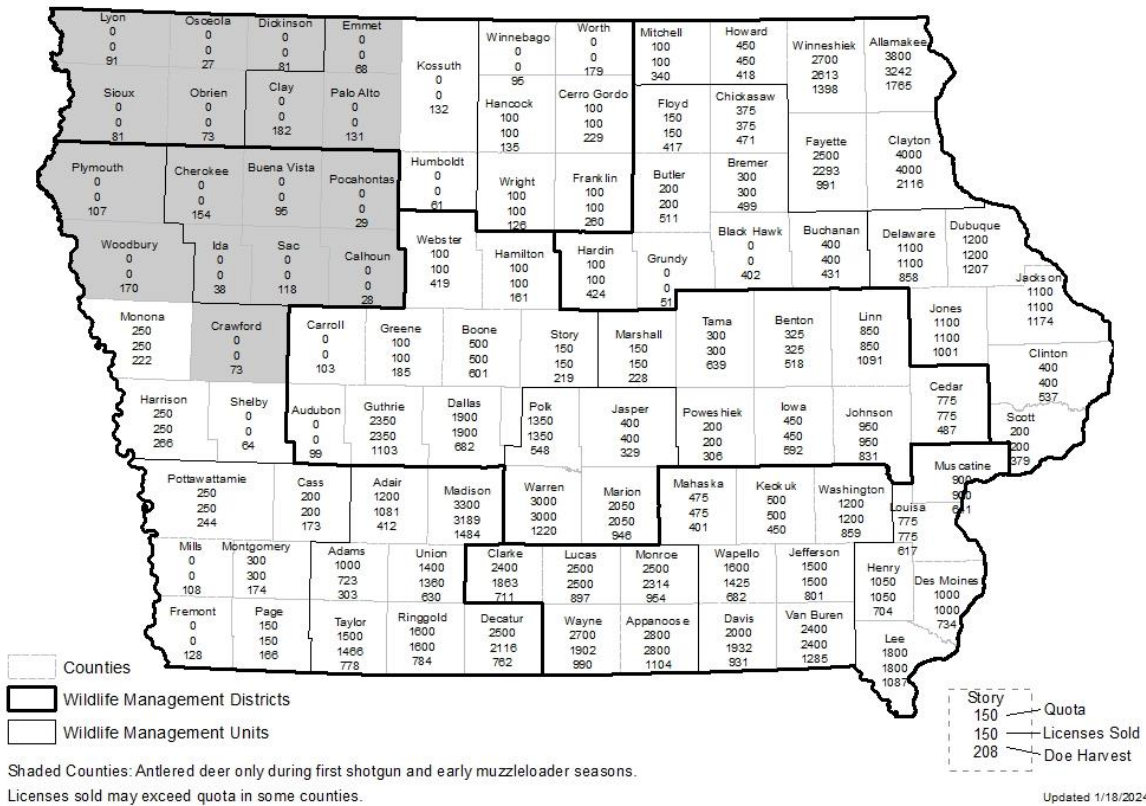 Lyon
0
0
91
Osceola
0
0
27
Dickinson
0
0
81
Emmet
0
0
68
Kossuth
0
0
132
Winnebago
0
0
95
Worth
0
0
179
Mitchell
100
100
340
Howard
450
450
418
Winneshiek
2700
2613
1398
Allamakee
3800
3242
1765
Sioux
0
0
81
Obrien
0
0
73
Clay
0
0
182
Palo Alto
0
0
131
Hancock
100
100
135
Cerro Gordo
100
100
229
Floyd
150
150
417
Chickasaw
375
375
471
Fayette
2500
2293
991
Clayton
4000
4000
2116
Plymouth
0
0
107
Cherokee
0
0
154
Buena Vista
0
0
95
Pocahontas
0
0
29
Humboldt
0
0
61
Wright
100
100
126
Franklin
100
100
260
Butler
200
200
511
Bremer
300
300
499
Woodbury
0
0
170
Ida
0
0
38
Sac
0
0
118
Calhoun
0
0
28
Webster
100
100
419
Hamilton
100
100
161
Hardin
100
100
424
Grundy
0
0
51
Black Hawk
0
0
402
Buchanan
400
400
431
Delaware
1100
1100
858
Dubuque
1200
1200
1207
Jackson
1100
1100
1174
Monona
250
250
222
Crawford
0
0
73
Carroll
0
0
103
Greene
100
100
185
Boone
500
500
601
Story
150
150
219
Marshall
150
150
228
Tama
300
300
639
Benton
325
325
518
Linn
850
850
1091
Jones
1100
1100
1001
Clinton
400
400
537
Harrison
250
250
266
Shelby
0
0
64
Audubon
0
0
99
Guthrie
2350
2350
1103
Dallas
1900
1900
682
Polk
1350
1350
548
Jasper
400
400
329
Poweshiek
200
200
306
Iowa
450
450
592
Johnson
950
950
831
Cedar
775
775
487
Scott
200
200
379
Pottawattamie
250
250
244
Cass
200
200
173
Adair
1200
1081
412
Madison
3300
3189
1484
Warren
3000
3000
1220
Marion
2050
2050
946
Mahaska
475
475
401
Keokuk
500
500
450
Washington
1200
1200
859
Louisa
775
775
617
Muscatine
900
900
Mills
0
0
108
Montgomery
300
300
174
Adams
1000
723
303
Union
1400
1360
630
Clarke
2400
1863
711
Lucas
2500
2500
897
Monroe
2500
2314
954
Wapello
1600
1425
682
Jefferson
1500
1500
801
Henry
1050
1050
704
Des Moines
1000
1000
734
Fremont
0
0
128
Page
150
150
166
Taylor
1500
1466
778
Ringgold
1600
1600
784
Decatur
2500
2116
762
Wayne
2700
1902
990
Appanoose
2800
2800
1104
Davis
2000
1932
931
Van Buren
2400
2400
1285
Lee
1800
1800
1087
Counties
Wildlife Management Districts
Wildlife Management Units
Story
150 Quota
150 Licenses Sold
208 Doe Harvest
Shaded Counties: Antlered deer only during first shotgun and early muzzleloader seasons.
Licenses sold may exceed quota in some counties.
Updated 1/18/2024